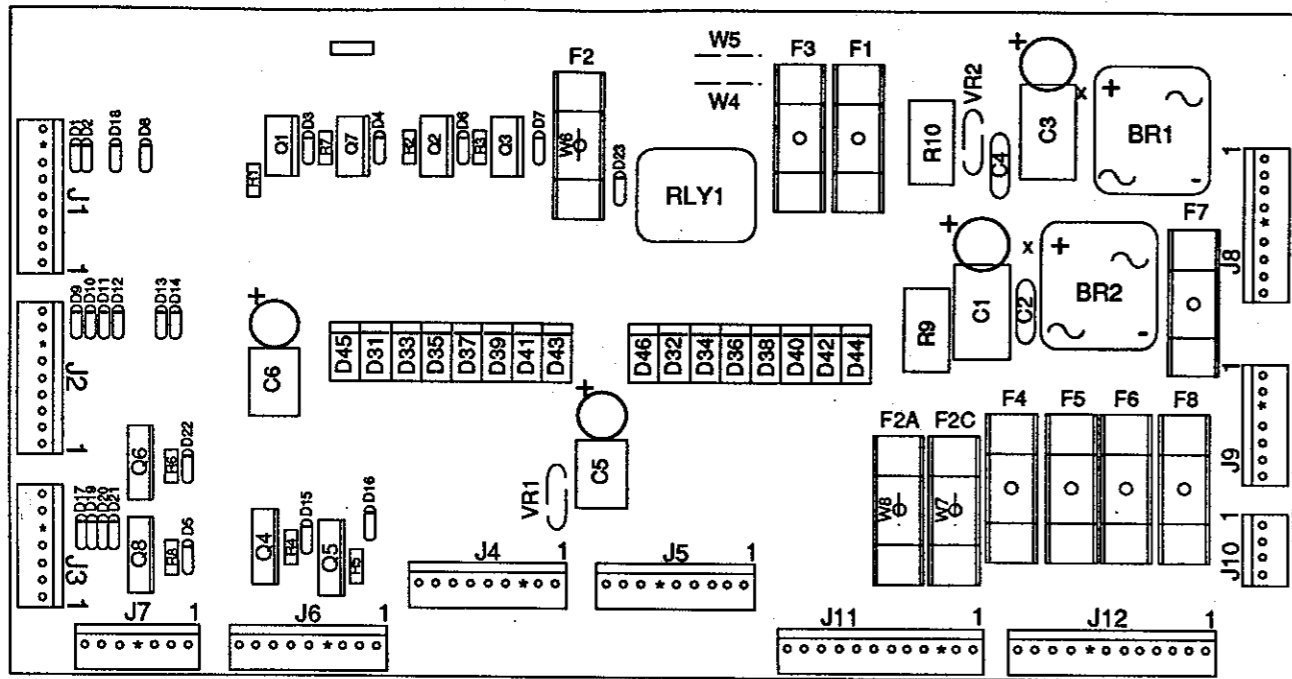 W5
F2
F3
F1
W4
VR2
+
C3
x
+
BR1
-
R10
C4
D1
D2
D18
D8
J1
1
R1
Q1
D3
R7
Q7
D4
R2
Q2
D6
R3
Q3
D7
W6
D23
RLY1
1
J8
F7
+
x
C1
C2
+
BR2
-
R9
D9
D10
D11
D12
D13
D14
J2
1
+
C6
D45
D31
D33
D35
D37
D39
D41
D43
D46
D32
D34
D36
D38
D40
D42
D44
+
C5
VR1
F2A
F2C
F4
F5
F6
F8
W8
W7
1
J9
1
J10
Q6
R6
D22
D17
D19
D20
D21
Q8
R8
D5
J3
1
Q4
R4
D15
Q5
R5
D16
J4 1
J5 1
J7 1
J6 1
J11 1
J12 1